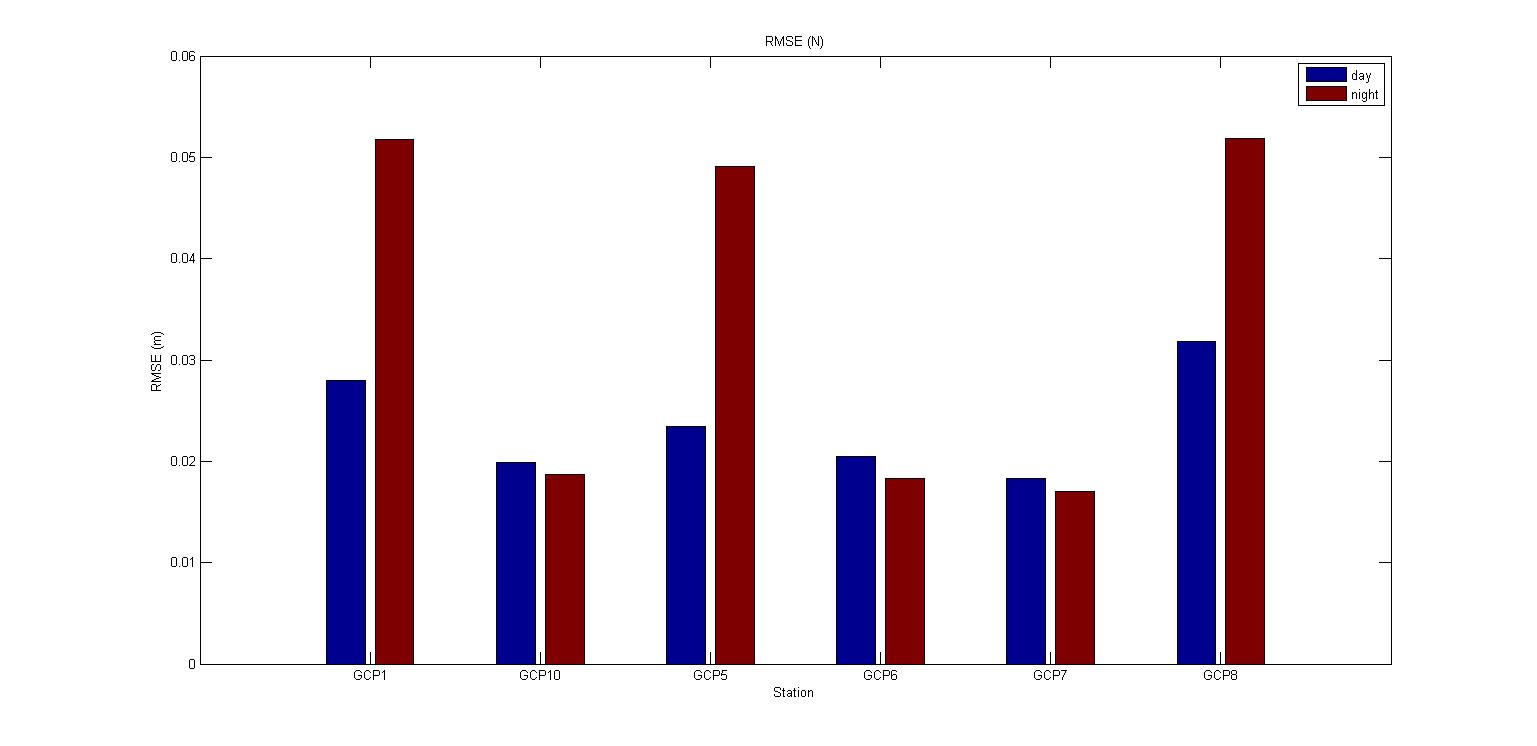 RMSE (N)
0.06
0.05
0.04
0.03
0.02
0.01
0
RMSE (m)
day
night
GCP1 GCP10 GCP5 GCP6 GCP7 GCP8
Station